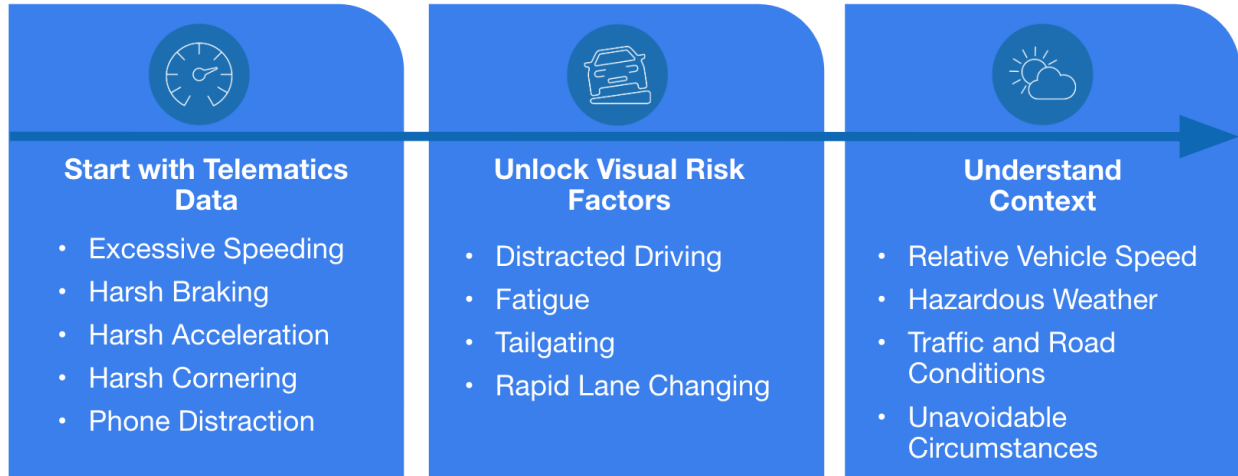 Start with Telematics
Data
• Excessive Speeding
• Harsh Braking
• Harsh Acceleration
• Harsh Cornering
• Phone Distraction
Unlock Visual Risk
Factors
• Distracted Driving
• Fatigue
• Tailgating
• Rapid Lane Changing
Understand
Context
• Relative Vehicle Speed
• Hazardous Weather
• Traffic and Road
Conditions
• Unavoidable
Circumstances